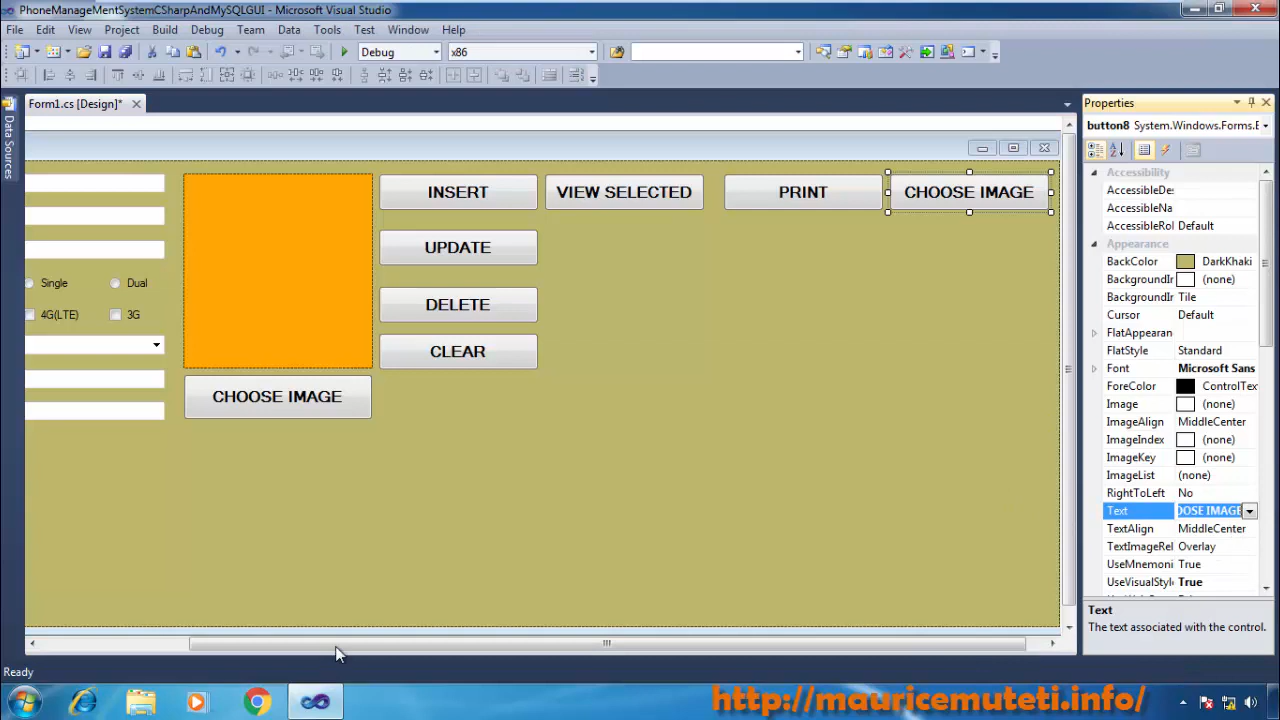 PhoneManageMentSystemCSharpAndMySQLGUI - Microsoft Visual Studio
File Edit View Project Build Debug Team Data Tools Test Window Help
Debug x86
Form1.cs [Design]*
Data Sources
INSERT VIEW SELECTED PRINT CHOOSE IMAGE
UPDATE
Single Dual
DELETE
4G(LTE) 3G
CLEAR
CHOOSE IMAGE
Properties
button8 System.Windows.Forms.E
Accessibility
AccessibleDes
AccessibleNa
AccessibleRol Default
Appearance
BackColor DarkKhaki
BackgroundIr (none)
BackgroundIr Tile
Cursor Default
FlatAppearan
FlatStyle Standard
Font Microsoft Sans
ForeColor ControlTex
Image (none)
ImageAlign MiddleCenter
ImageIndex (none)
ImageKey (none)
ImageList (none)
RightToLeft No
Text OOSE IMAGE
TextAlign MiddleCenter
TextImageRel Overlay
UseMnemoni True
UseVisualStyle True
Text
The text associated with the control.
Ready
http://mauricemuteti.info/